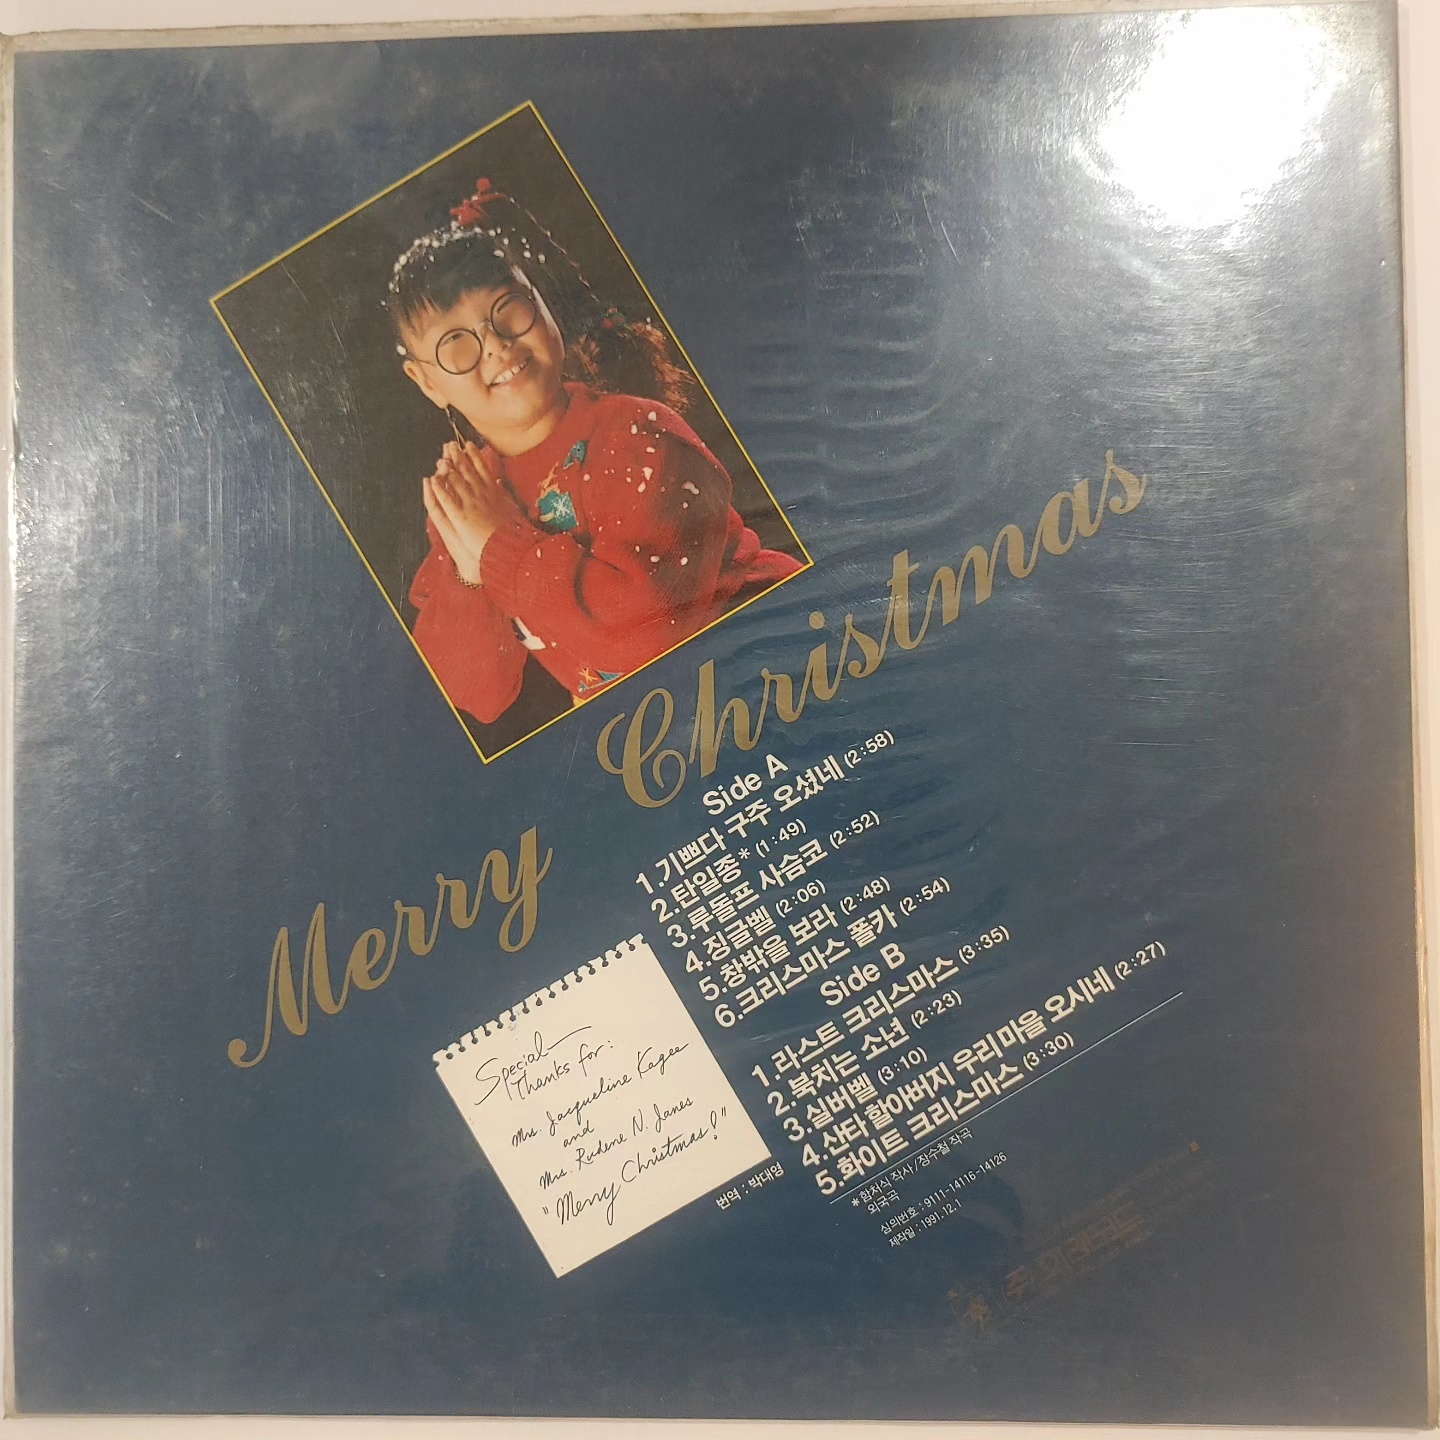 Merry Christmas
Side A
1.기쁘다 구주 오셨네 (2:58)
2.탄일종* (1:49)
3.루돌프 사슴코 (2:52)
4.징글벨 (2:06)
5.창밖을 보라 (2:48)
6.크리스마스 폴카 (2:54)
Side B
1.라스트 크리스마스 (3:35)
2.북치는 소년 (2:23)
3.실버벨 (3:10)
4.산타 할아버지 우리마을 오시네 (2:27)
5.화이트 크리스마스 (3:30)
Special
Thanks for:
Mrs. Jacqueline Kagee
and
Mrs. Rudene N. Janes
"Merry Christmas!"
번역 : 박대영
*함처식 작사/장수철 작곡
외국곡
심의번호 : 9111-14116-14126
제작일 : 1991. 12. 1